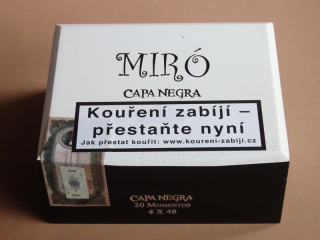 MIRÓ
CAPA NEGRA
Kouření zabíjí –
přestaňte nyní
Jak přestat kouřit: www.koureni-zabiji.cz
CAPA NEGRA
20 MOMENTOS
4 X 48